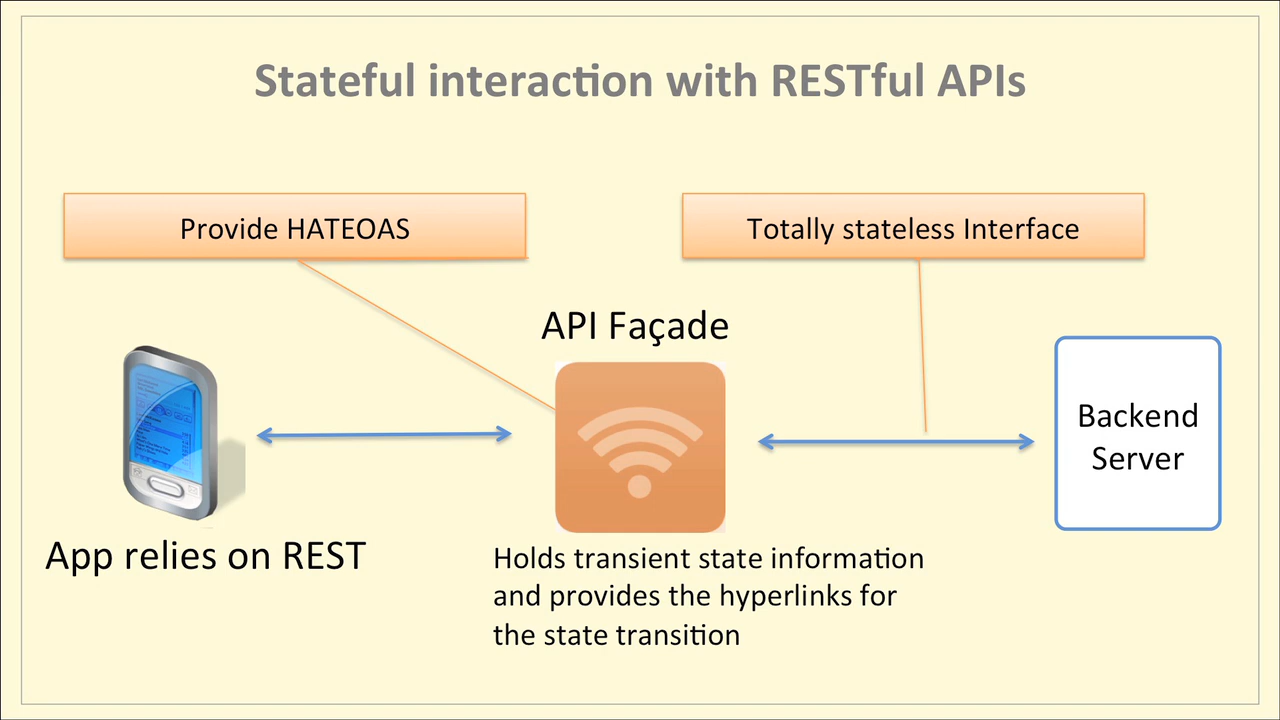 Stateful interaction with RESTful APIs
Provide HATEOAS
Totally stateless Interface
API Façade
Backend
Server
App relies on REST
Holds transient state information
and provides the hyperlinks for
the state transition